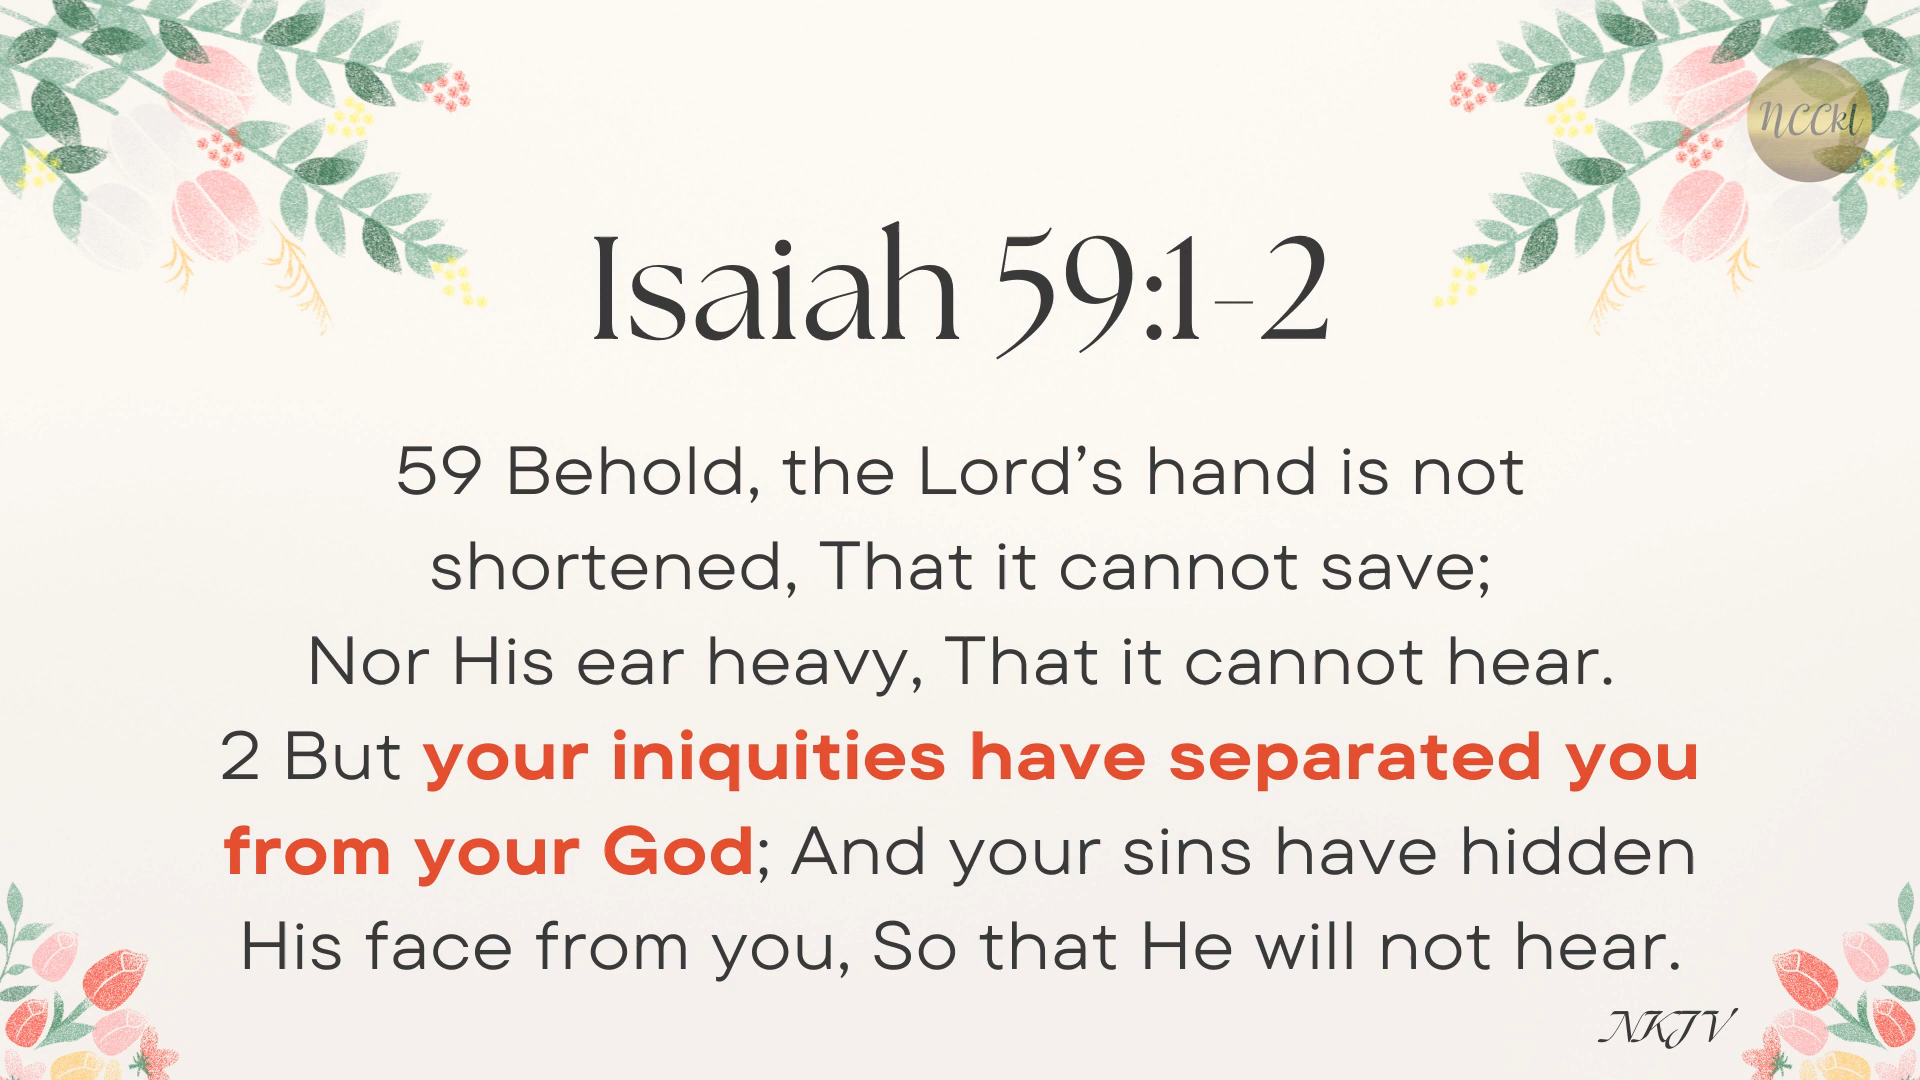 NCCkl
Isaiah 59:1-2
59 Behold, the Lord’s hand is not
shortened, That it cannot save;
Nor His ear heavy, That it cannot hear.
2 But your iniquities have separated you
from your God; And your sins have hidden
His face from you, So that He will not hear.
NKJV